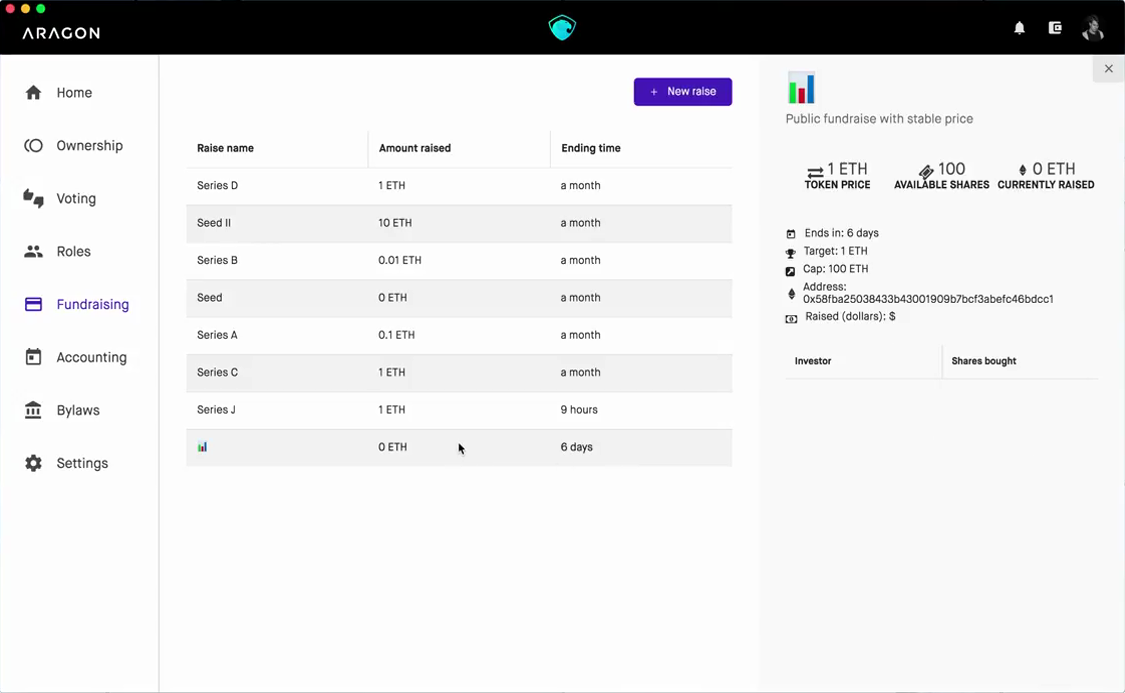 ARAGON
Home
Ownership
Voting
Roles
Fundraising
Accounting
Bylaws
Settings
+ New raise
Raise name Amount raised Ending time
Series D 1 ETH a month
Seed II 10 ETH a month
Series B 0.01 ETH a month
Seed 0 ETH a month
Series A 0.1 ETH a month
Series C 1 ETH a month
Series J 1 ETH 9 hours
📊 0 ETH 6 days
📊
Public fundraise with stable price
1 ETH 100 0 ETH
TOKEN PRICE AVAILABLE SHARES CURRENTLY RAISED
Ends in: 6 days
Target: 1 ETH
Cap: 100 ETH
Address:
0x58fba25038433b43001909b7bcf3abefc46bdcc1
Raised (dollars): $
Investor Shares bought